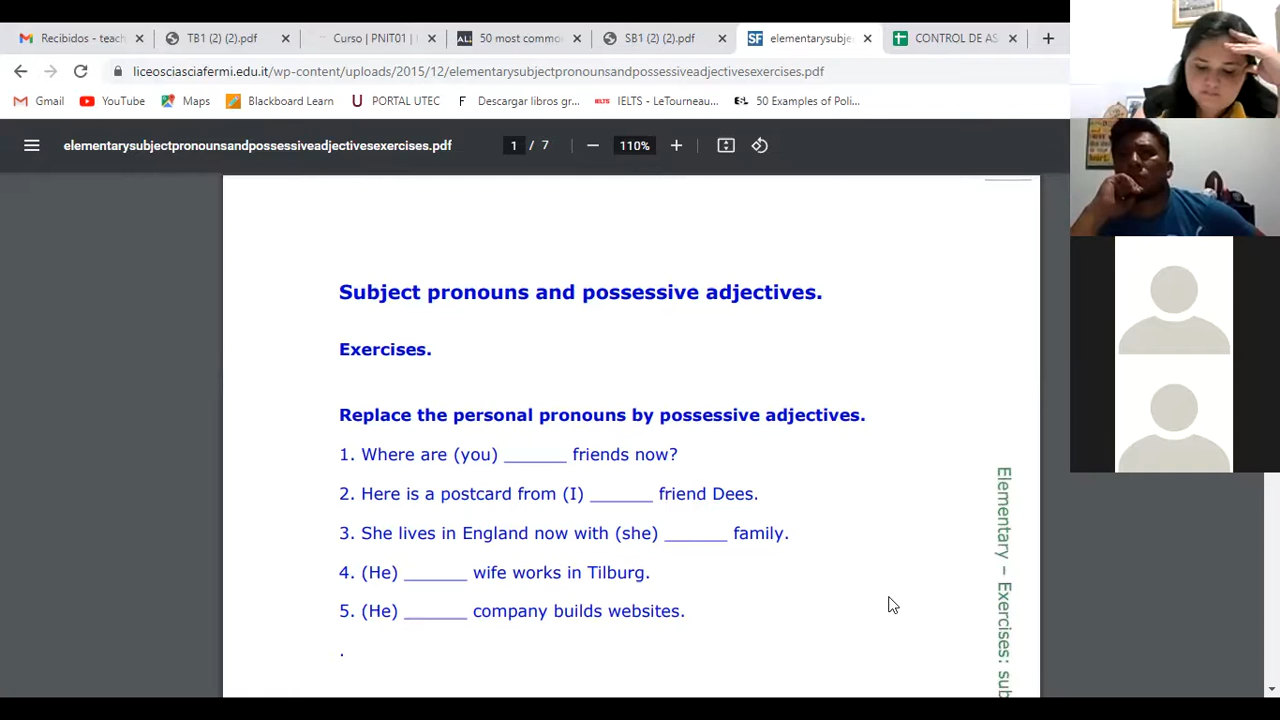 Recibidos - teach
TB1 (2) (2).pdf
Curso | PNIT01 |
50 most commo
SB1 (2) (2).pdf
elementarysubje
CONTROL DE AS
liceosciasciafermi.edu.it/wp-content/uploads/2015/12/elementarysubjectpronounsandpossessiveadjectivesexercises.pdf
Gmail
YouTube
Maps
Blackboard Learn
PORTAL UTEC
Descargar libros gr...
IELTS - LeTourneau...
50 Examples of Poli...
elementarysubjectpronounsandpossessiveadjectivesexercises.pdf
1 / 7
110%
Subject pronouns and possessive adjectives.
Exercises.
Replace the personal pronouns by possessive adjectives.
1. Where are (you) _______ friends now?
2. Here is a postcard from (I) _______ friend Dees.
3. She lives in England now with (she) _______ family.
4. (He) _______ wife works in Tilburg.
5. (He) _______ company builds websites.
.
Elementary – Exercises: sub